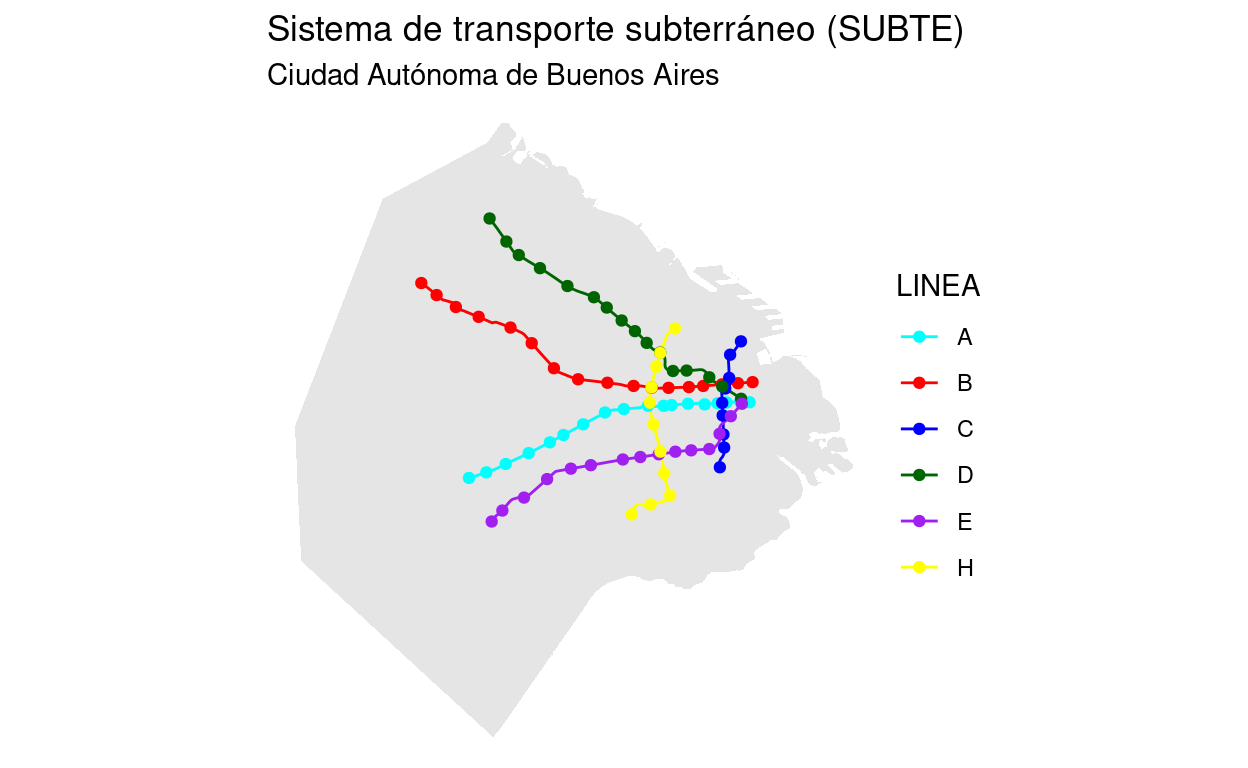 Sistema de transporte subterráneo (SUBTE)
Ciudad Autónoma de Buenos Aires
LINEA
A
B
C
D
E
H